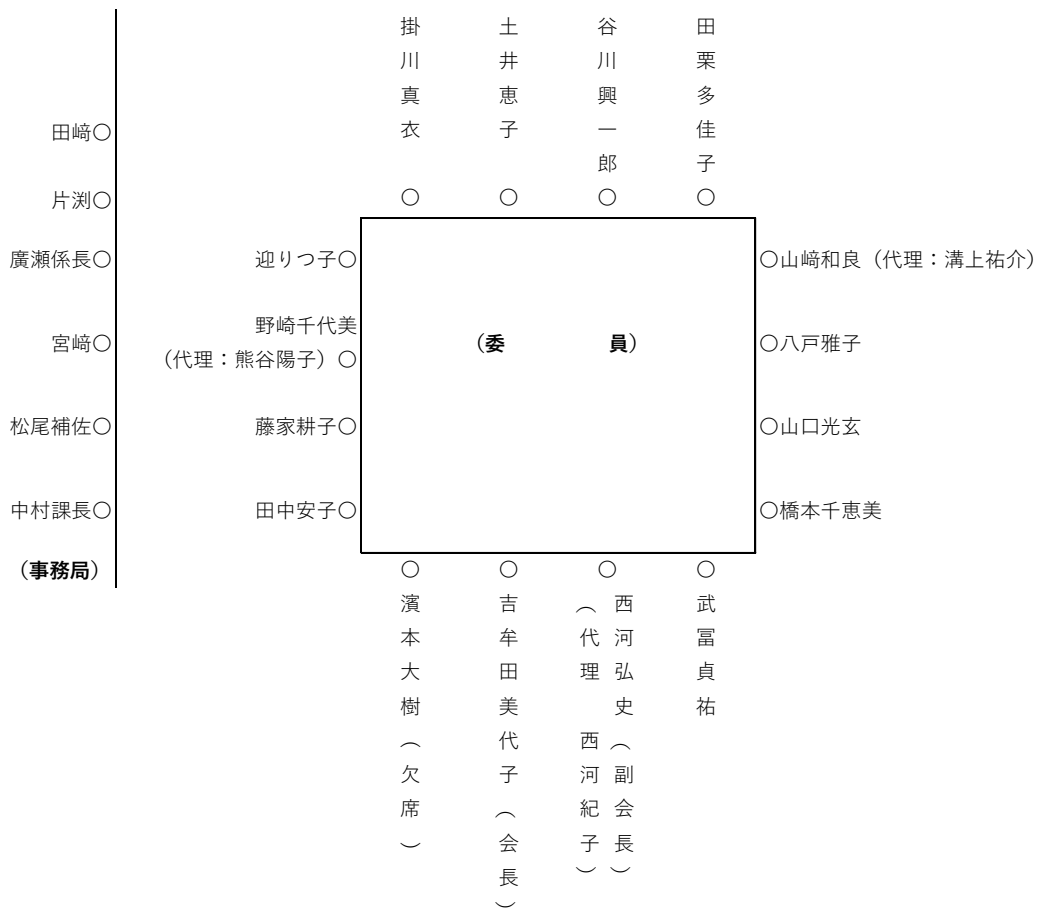 掛川真衣
土井恵子
谷川興一郎
田栗多佳子
田﨑○
片渕○
廣瀬係長○
宮﨑○
松尾補佐○
中村課長○
（事務局）
○
○
○
○
迎りつ子○
野崎千代美
（代理：熊谷陽子）○
藤家耕子○
田中安子○
（委　員）
○山﨑和良（代理：溝上祐介）
○八戸雅子
○山口光玄
○橋本千恵美
○
○
○
○
濱本大樹（欠席）
吉牟田美代子（会長）
西河弘史（副会長）
（代理　西河紀子）
武冨貞祐